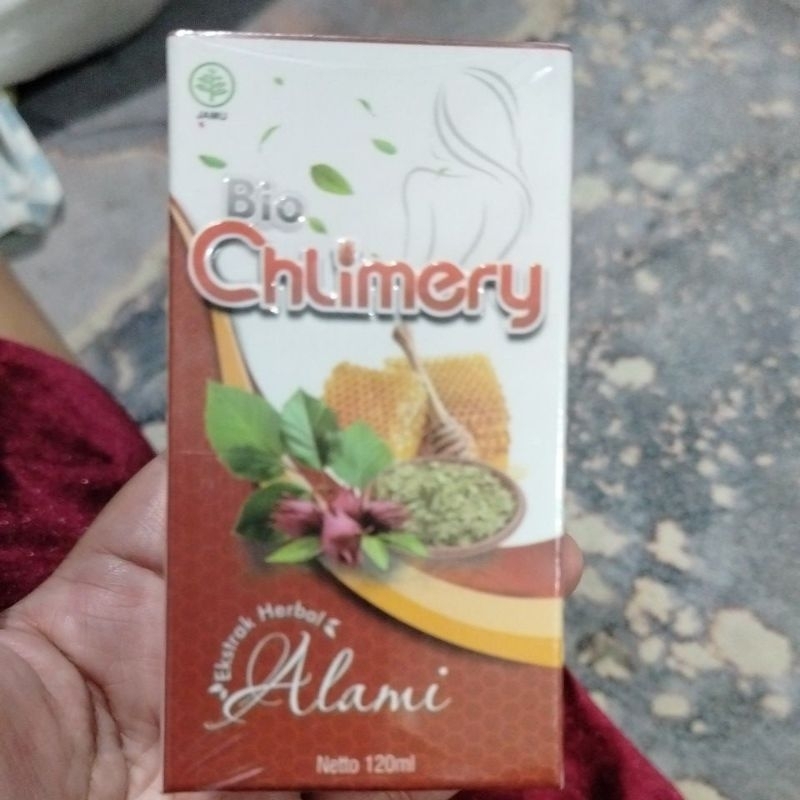 JAMU
Bio
Chlimery
Ekstrak Herbal
Alami
Netto 120ml